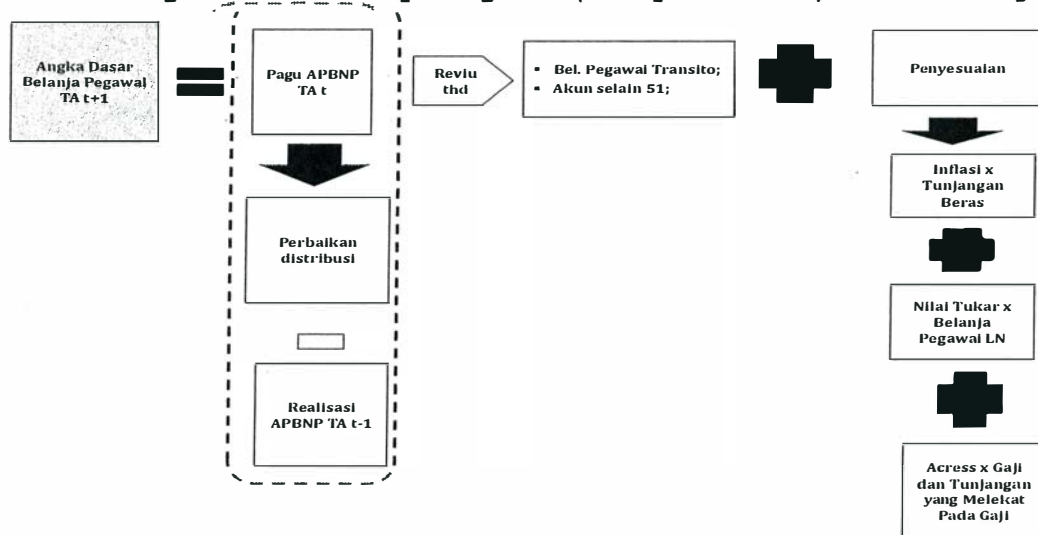 Angka Dasar
Belanja Pegawai
TA t+1
Pagu APBNP
TA t
Reviu
thd
▪ Bel. Pegawai Transito;
▪ Akun selain 51;
Penyesuaian
Perbaikan
distribusi
Realisasi
APBNP TA t-1
Inflasi x
Tunjangan
Beras
Nilai Tukar x
Belanja
Pegawai LN
Acress x Gaji
dan Tunjangan
yang Melekat
Pada Gaji